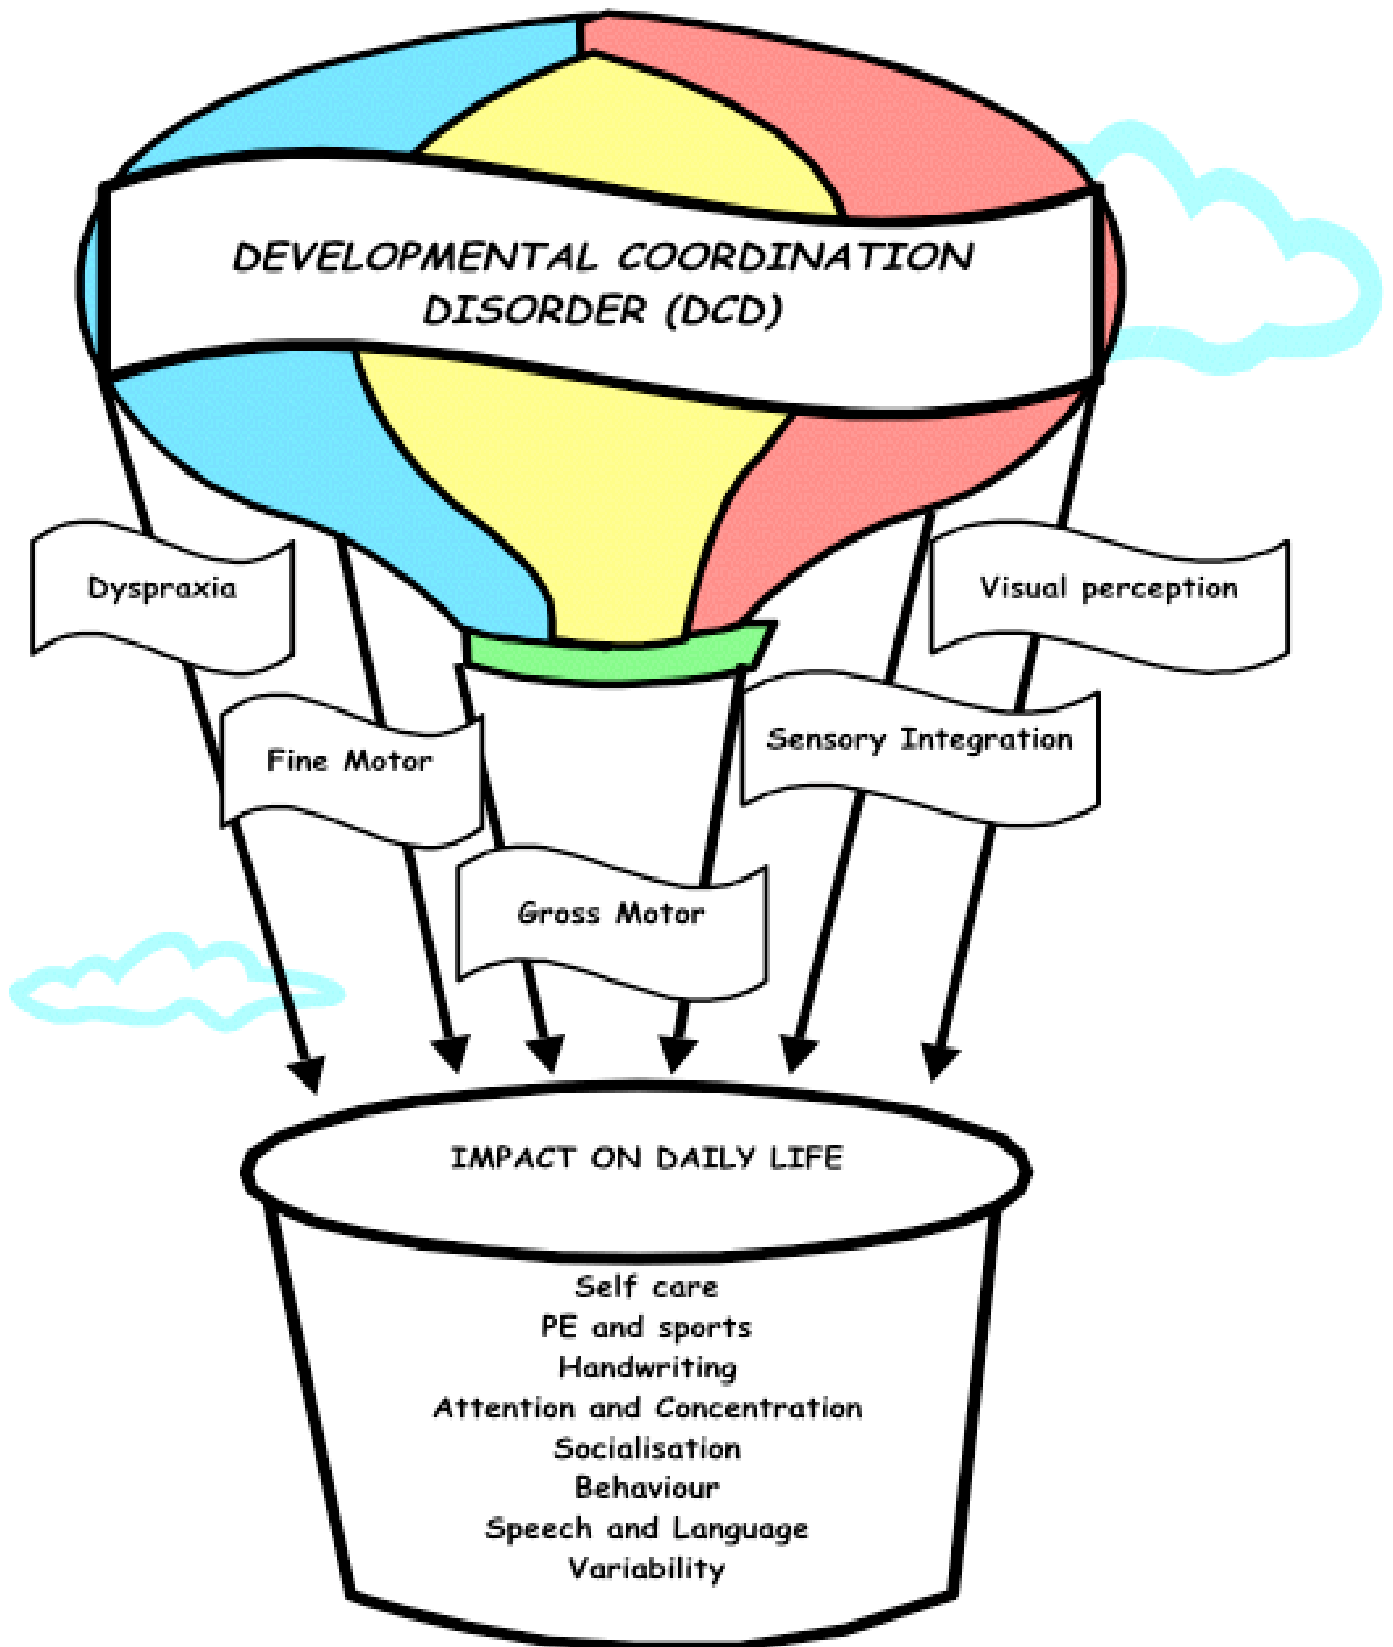 DEVELOPMENTAL COORDINATION
DISORDER (DCD)
Dyspraxia
Visual perception
Fine Motor
Sensory Integration
Gross Motor
IMPACT ON DAILY LIFE
Self care
PE and sports
Handwriting
Attention and Concentration
Socialisation
Behaviour
Speech and Language
Variability